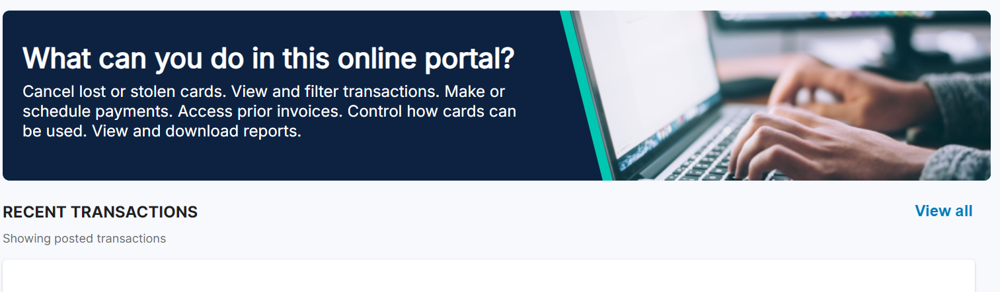 What can you do in this online portal?
Cancel lost or stolen cards. View and filter transactions. Make or
schedule payments. Access prior invoices. Control how cards can
be used. View and download reports.
RECENT TRANSACTIONS
View all
Showing posted transactions